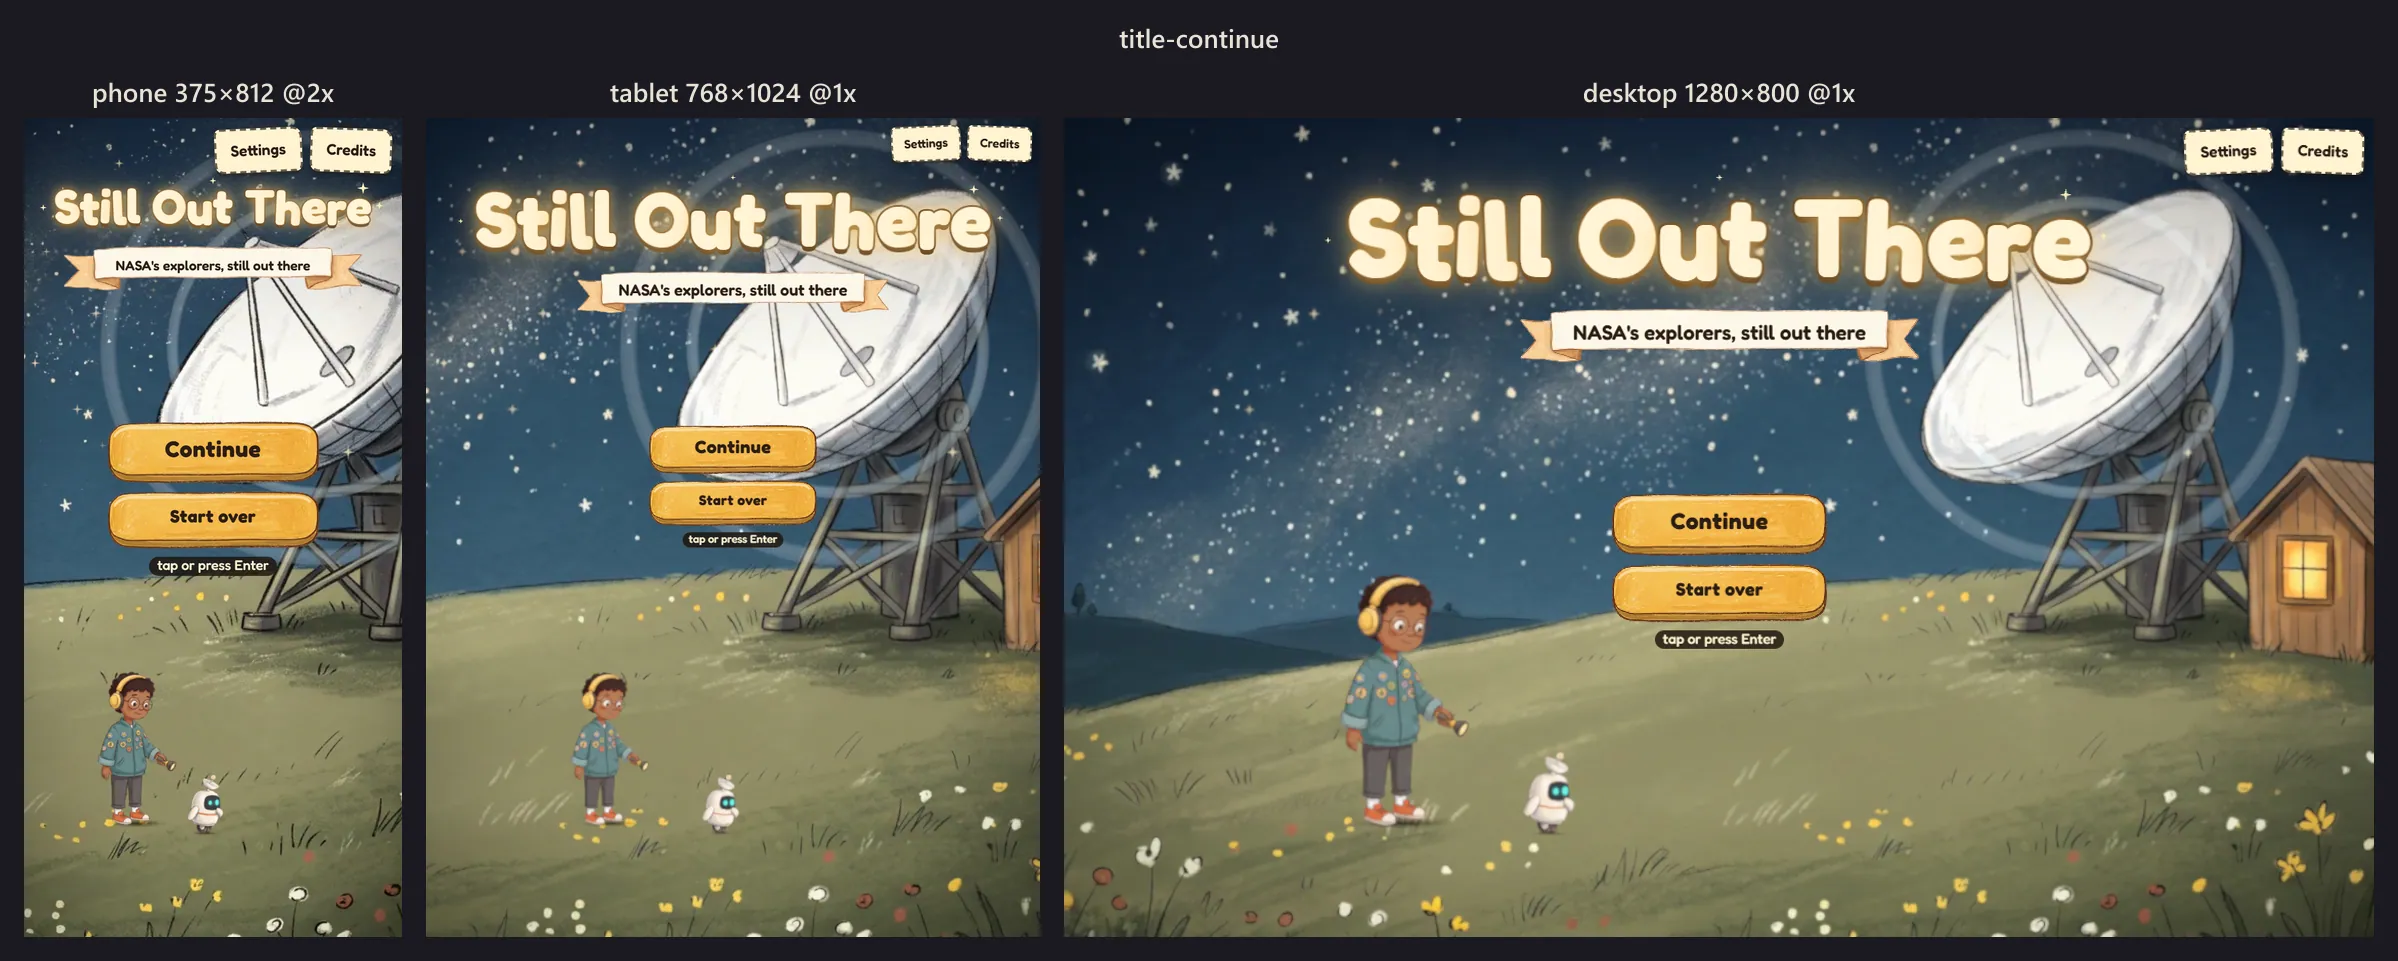 title-continue
phone 375×812 @2x
Settings
Credits
Still Out There
NASA's explorers, still out there
Continue
Start over
tap or press Enter
tablet 768×1024 @1x
Settings
Credits
Still Out There
NASA's explorers, still out there
Continue
Start over
tap or press Enter
desktop 1280×800 @1x
Settings
Credits
Still Out There
NASA's explorers, still out there
Continue
Start over
tap or press Enter